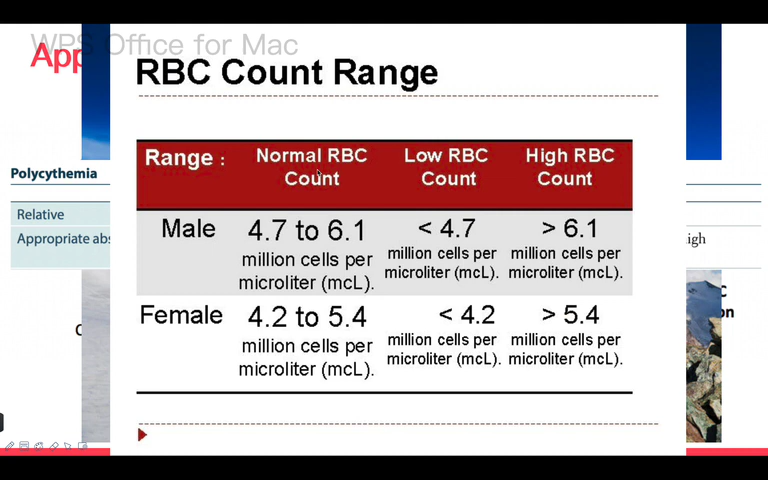 WPS Office for Mac
App
RBC Count Range
Polycythemia
Relative
Appropriate abs
Range : Normal RBC Count Low RBC Count High RBC Count
Male 4.7 to 6.1 million cells per microliter (mcL). < 4.7 million cells per microliter (mcL). > 6.1 million cells per microliter (mcL).
Female 4.2 to 5.4 million cells per microliter (mcL). < 4.2 million cells per microliter (mcL). > 5.4 million cells per microliter (mcL).